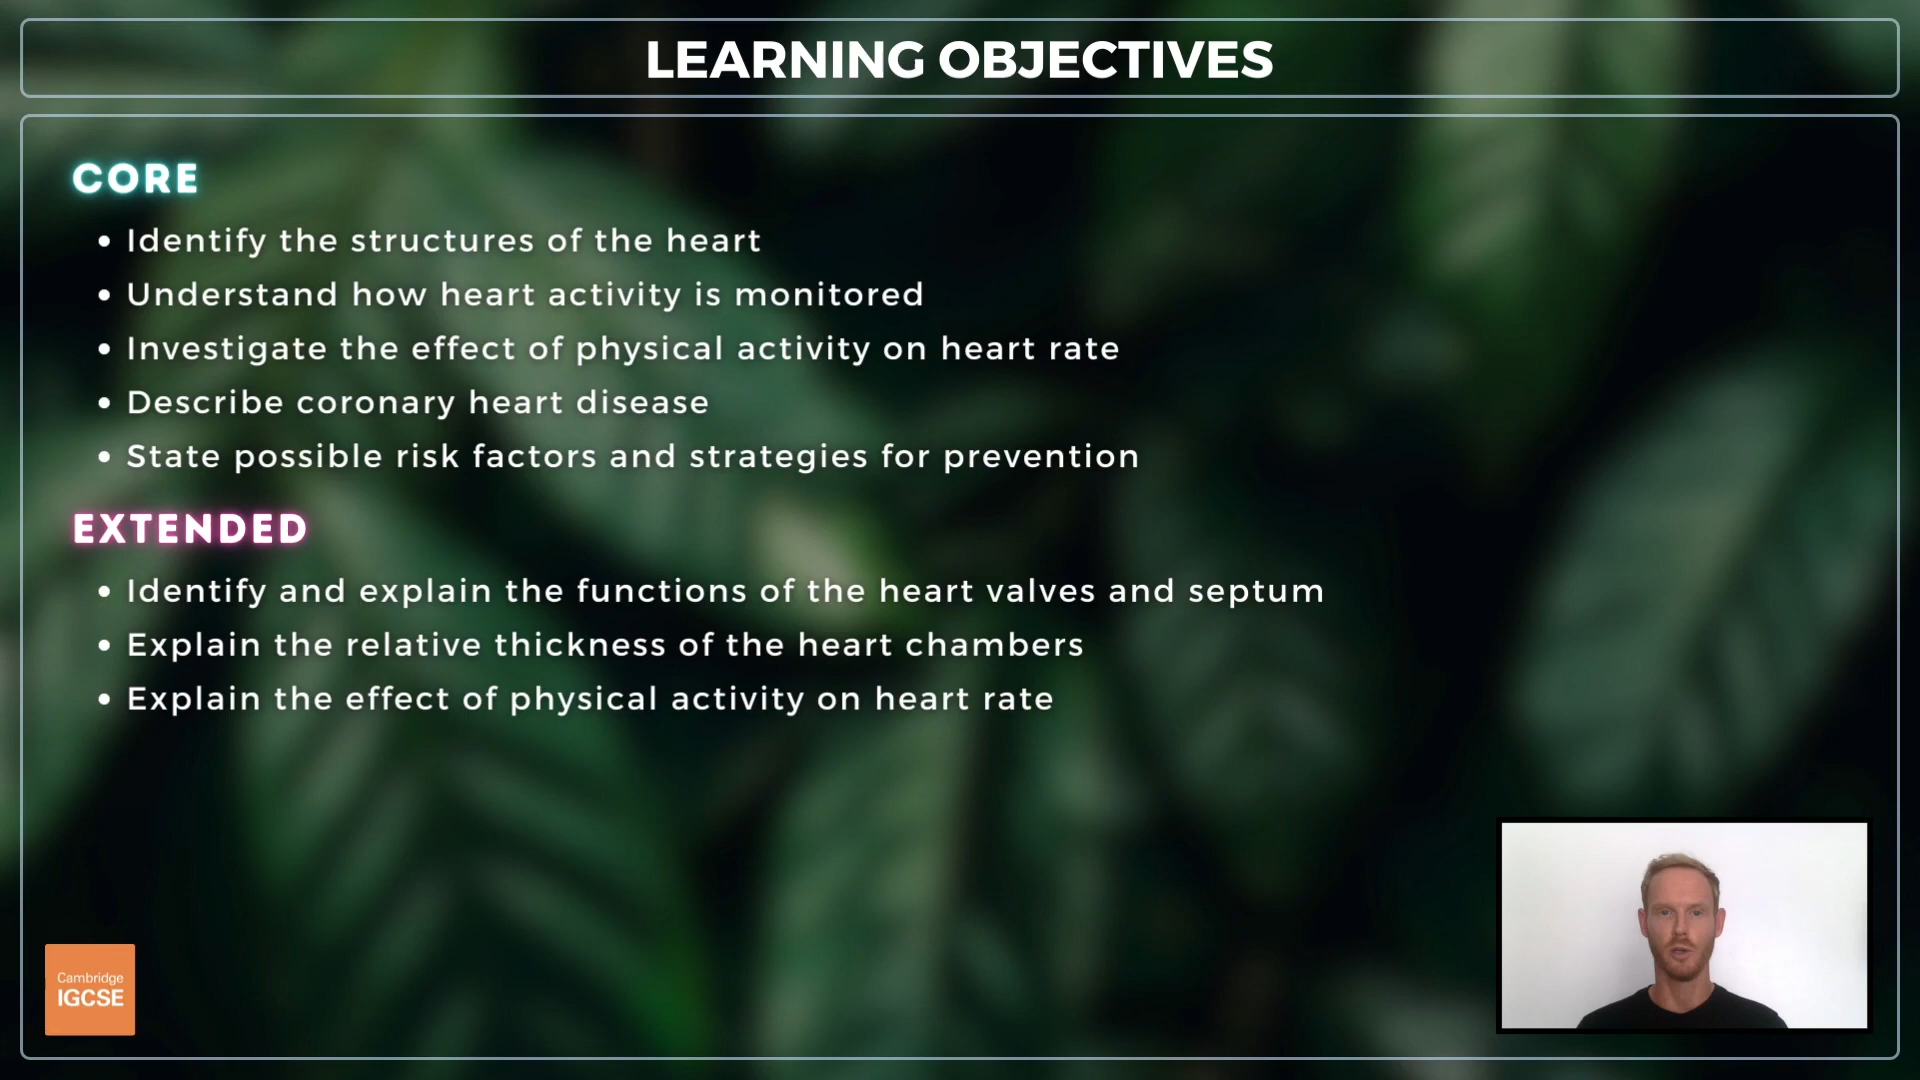 LEARNING OBJECTIVES
CORE
• Identify the structures of the heart
• Understand how heart activity is monitored
• Investigate the effect of physical activity on heart rate
• Describe coronary heart disease
• State possible risk factors and strategies for prevention
EXTENDED
• Identify and explain the functions of the heart valves and septum
• Explain the relative thickness of the heart chambers
• Explain the effect of physical activity on heart rate
Cambridge
IGCSE